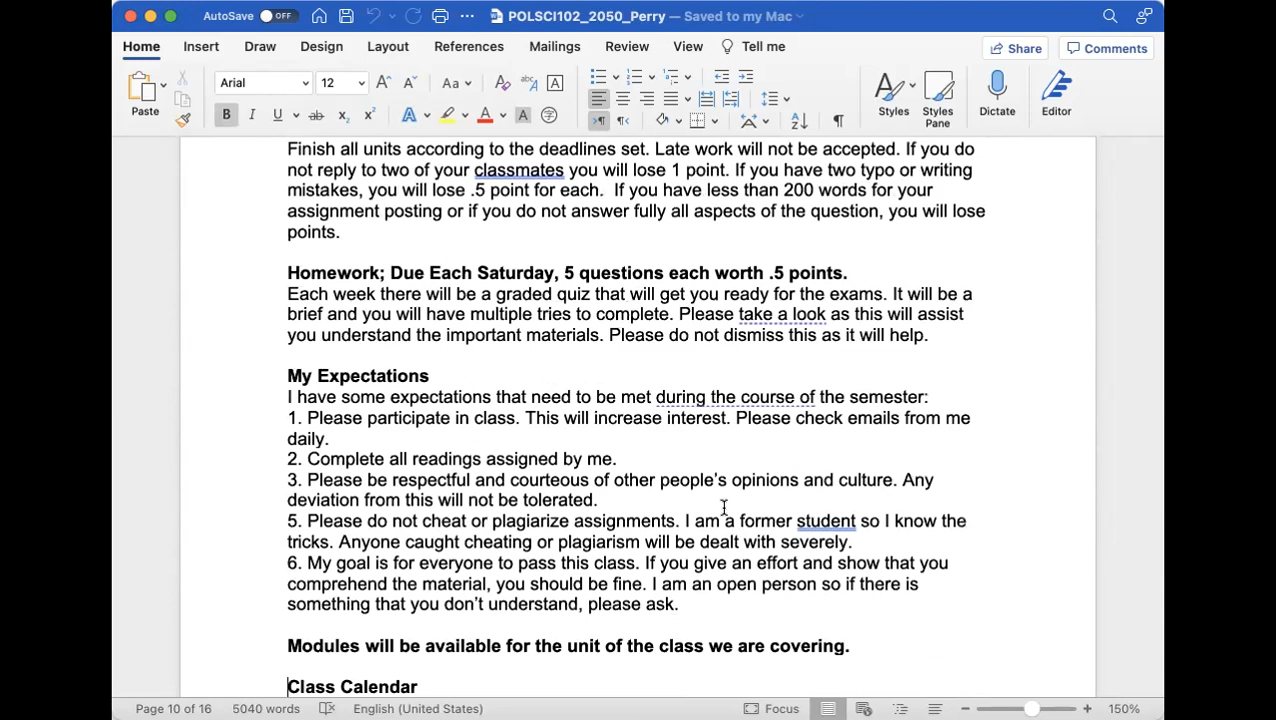 AutoSave OFF POLSCI102_2050_Perry — Saved to my Mac
Home Insert Draw Design Layout References Mailings Review View Tell me Share Comments
Paste Arial 12 Aa Styles Styles Pane Dictate Editor
Finish all units according to the deadlines set. Late work will not be accepted. If you do
not reply to two of your classmates you will lose 1 point. If you have two typo or writing
mistakes, you will lose .5 point for each.  If you have less than 200 words for your
assignment posting or if you do not answer fully all aspects of the question, you will lose
points.
Homework; Due Each Saturday, 5 questions each worth .5 points.
Each week there will be a graded quiz that will get you ready for the exams. It will be a
brief and you will have multiple tries to complete. Please take a look as this will assist
you understand the important materials. Please do not dismiss this as it will help.
My Expectations
I have some expectations that need to be met during the course of the semester:
1. Please participate in class. This will increase interest. Please check emails from me
daily.
2. Complete all readings assigned by me.
3. Please be respectful and courteous of other people's opinions and culture. Any
deviation from this will not be tolerated.
5. Please do not cheat or plagiarize assignments. I am a former student so I know the
tricks. Anyone caught cheating or plagiarism will be dealt with severely.
6. My goal is for everyone to pass this class. If you give an effort and show that you
comprehend the material, you should be fine. I am an open person so if there is
something that you don't understand, please ask.
Modules will be available for the unit of the class we are covering.
Class Calendar
Page 10 of 16 5040 words English (United States) Focus 150%